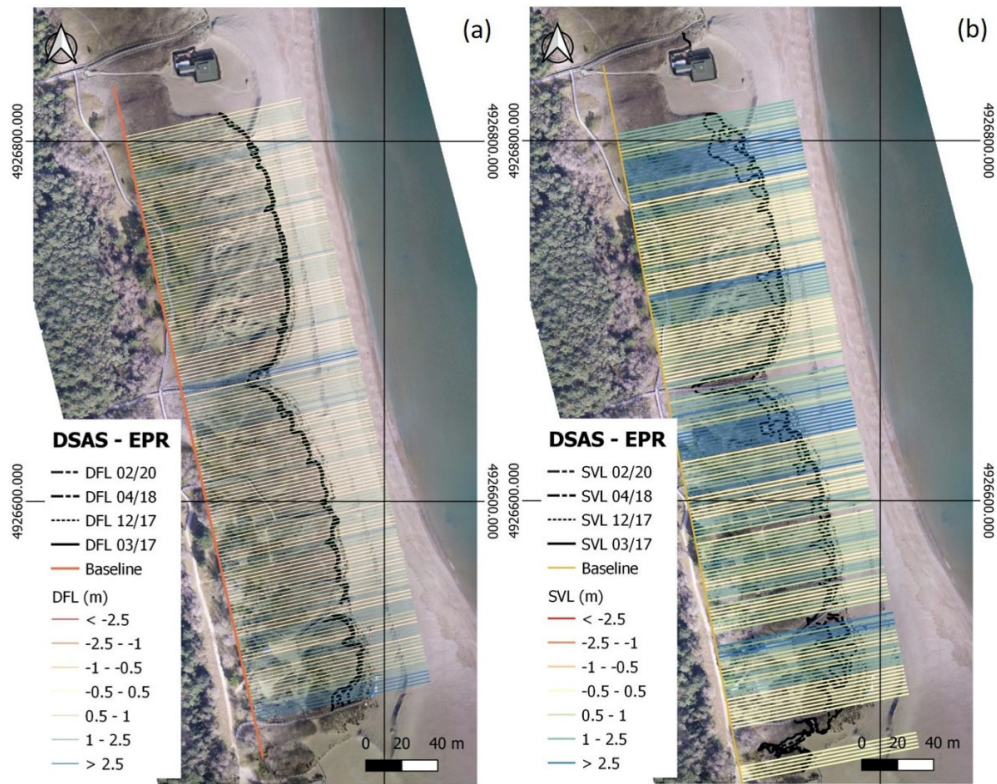 (a)
4926800.000
4926600.000
DSAS - EPR
DFL 02/20
DFL 04/18
DFL 12/17
DFL 03/17
Baseline
DFL (m)
< -2.5
-2.5 - -1
-1 - -0.5
-0.5 - 0.5
0.5 - 1
1 - 2.5
> 2.5
0 20 40 m
4926800.000
4926600.000
(b)
4926800.000
4926600.000
DSAS - EPR
SVL 02/20
SVL 04/18
SVL 12/17
SVL 03/17
Baseline
SVL (m)
< -2.5
-2.5 - -1
-1 - -0.5
-0.5 - 0.5
0.5 - 1
1 - 2.5
> 2.5
0 20 40 m
4926800.000
4926600.000